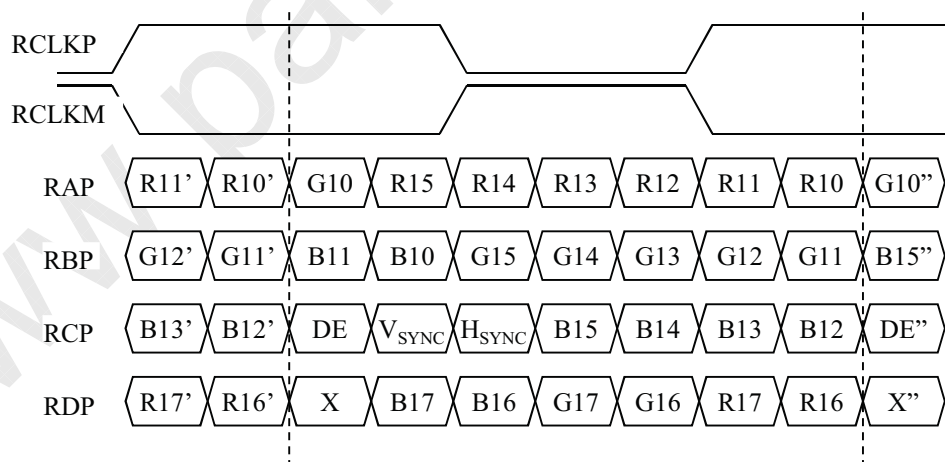 RCLKP
RCLKM
RAP R11’ R10’ G10 R15 R14 R13 R12 R11 R10 G10”
RBP G12’ G11’ B11 B10 G15 G14 G13 G12 G11 B15”
RCP B13’ B12’ DE VSYNC HSYNC B15 B14 B13 B12 DE”
RDP R17’ R16’ X B17 B16 G17 G16 R17 R16 X”